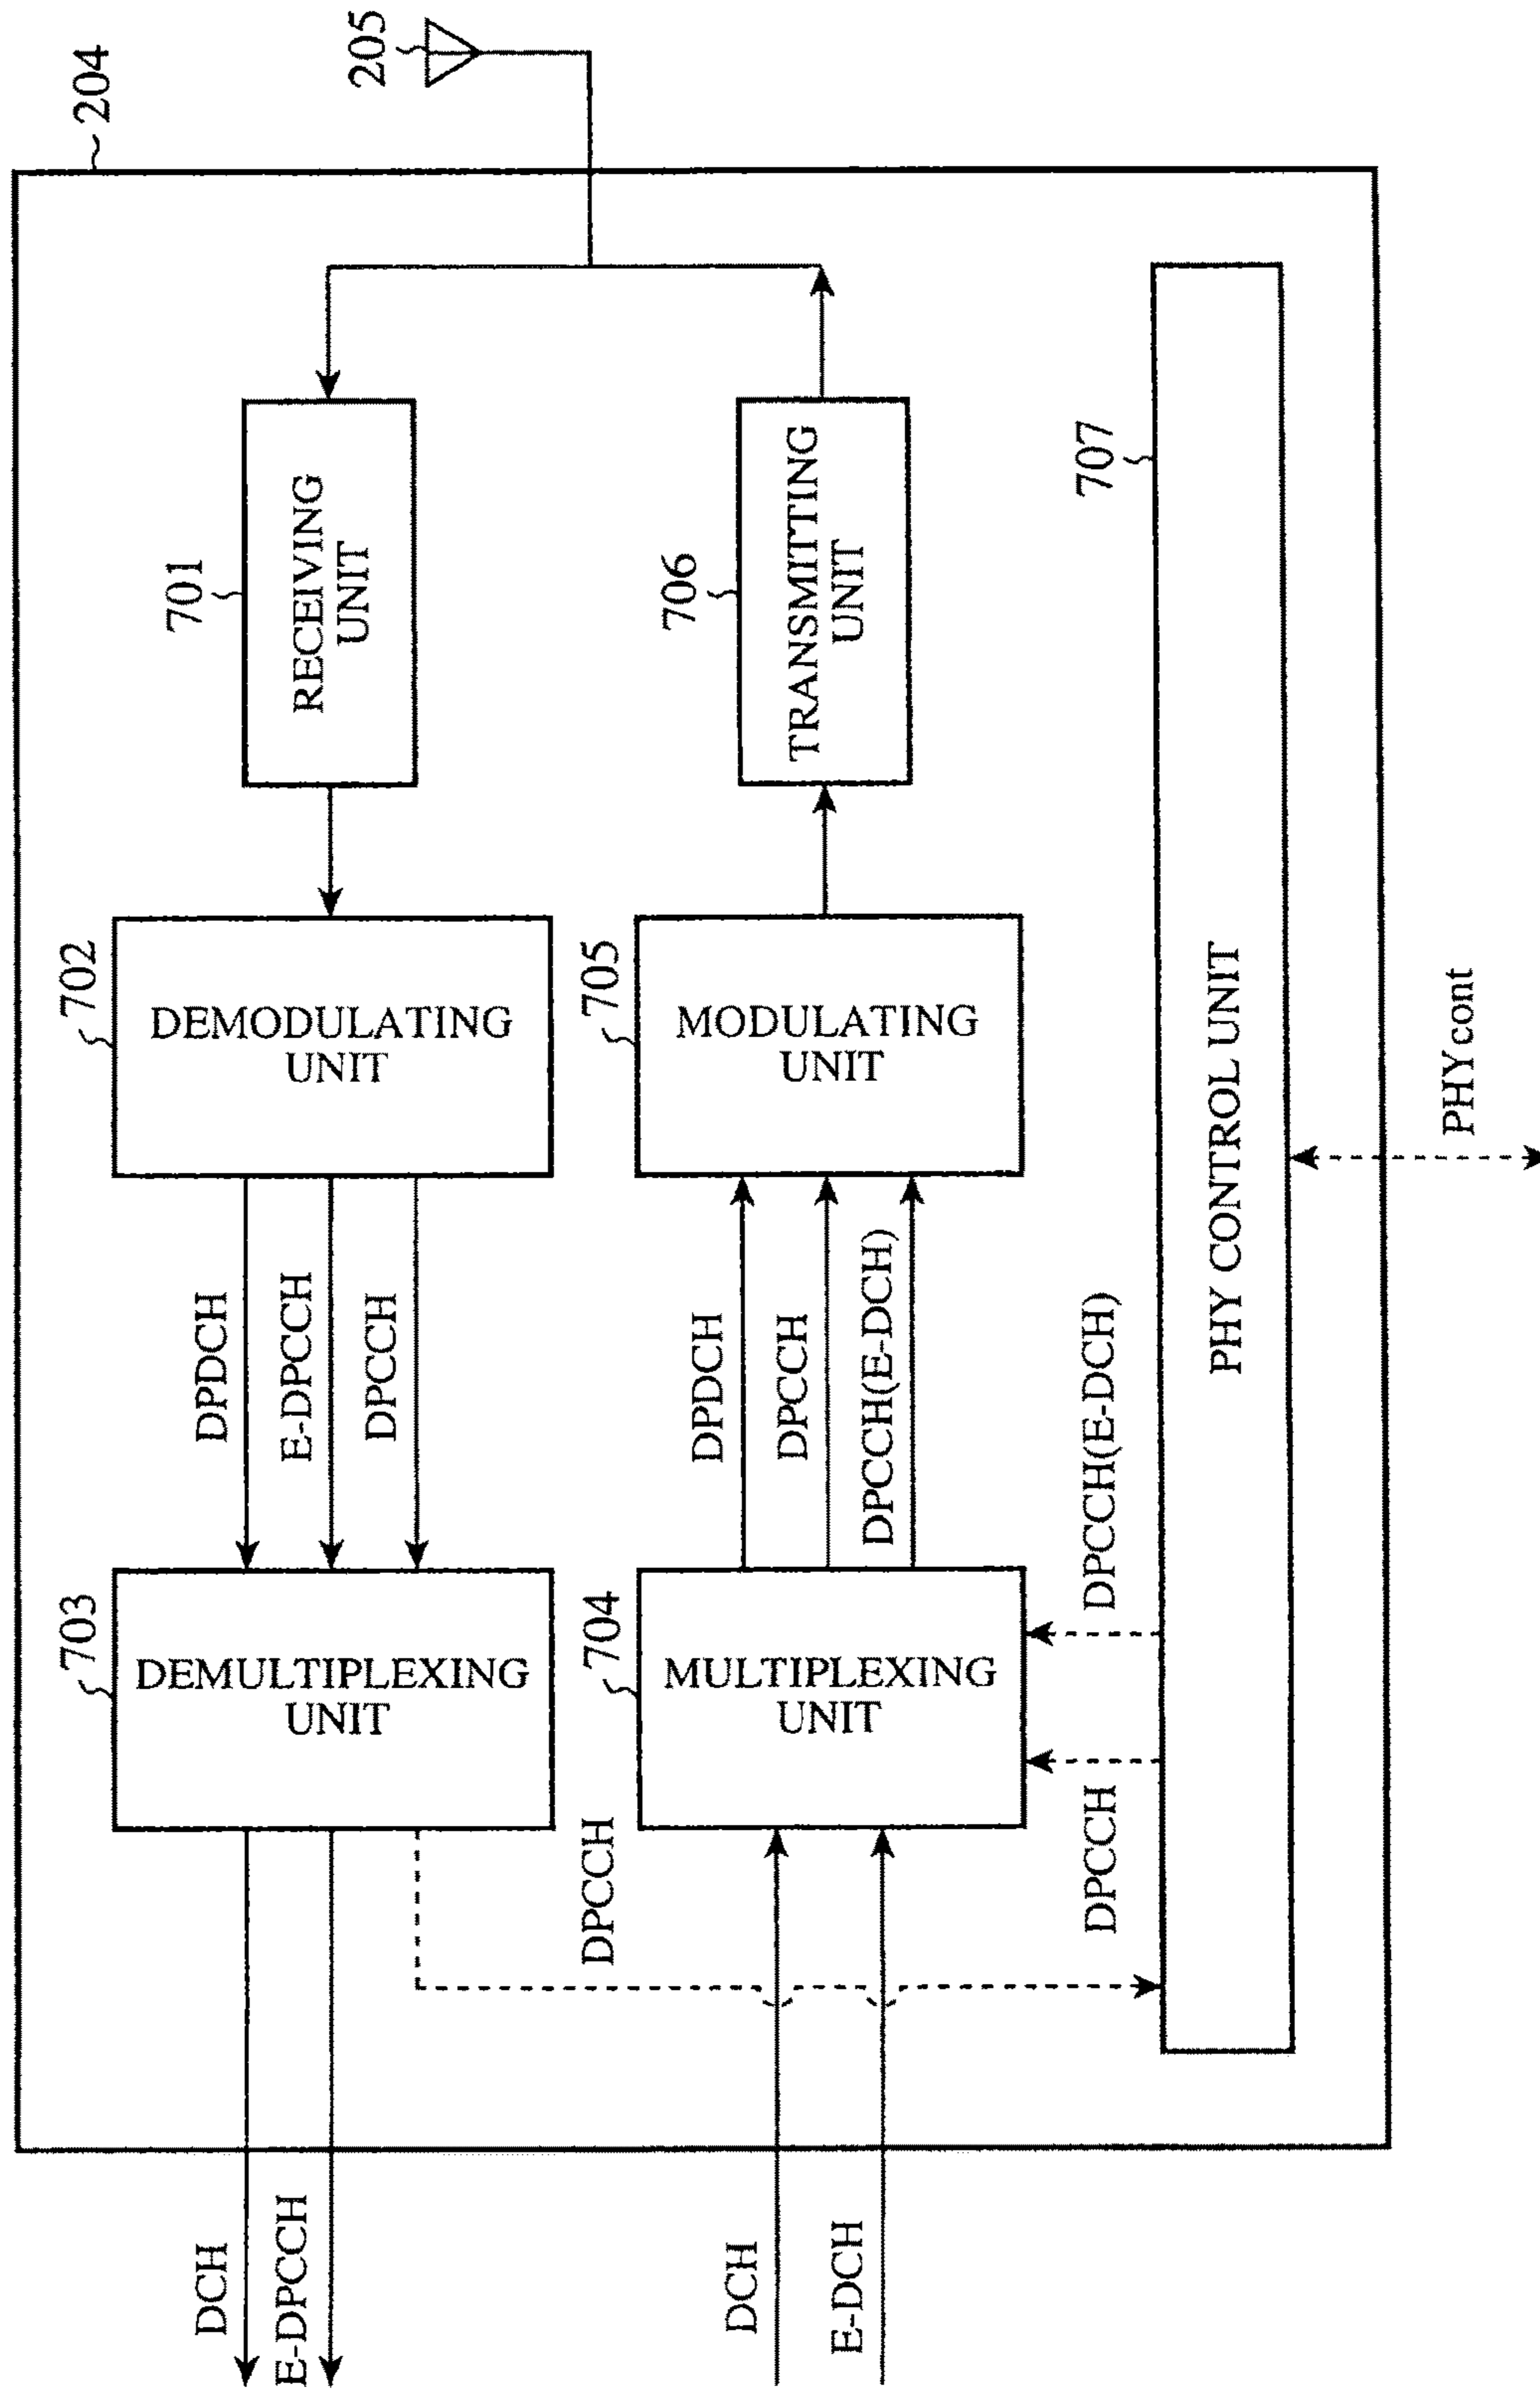 204
205
701
RECEIVING
UNIT
706
TRANSMITTING
UNIT
707
702
DEMODULATING
UNIT
705
MODULATING
UNIT
PHY CONTROL UNIT
PHYcont
DPDCH
E-DPCCH
DPCCH
DPDCH
DPCCH
DPCCH(E-DCH)
DPCCH(E-DCH)
703
DEMULTIPLEXING
UNIT
704
MULTIPLEXING
UNIT
DPCCH
DPCCH
DCH
E-DPCCH
DCH
E-DCH